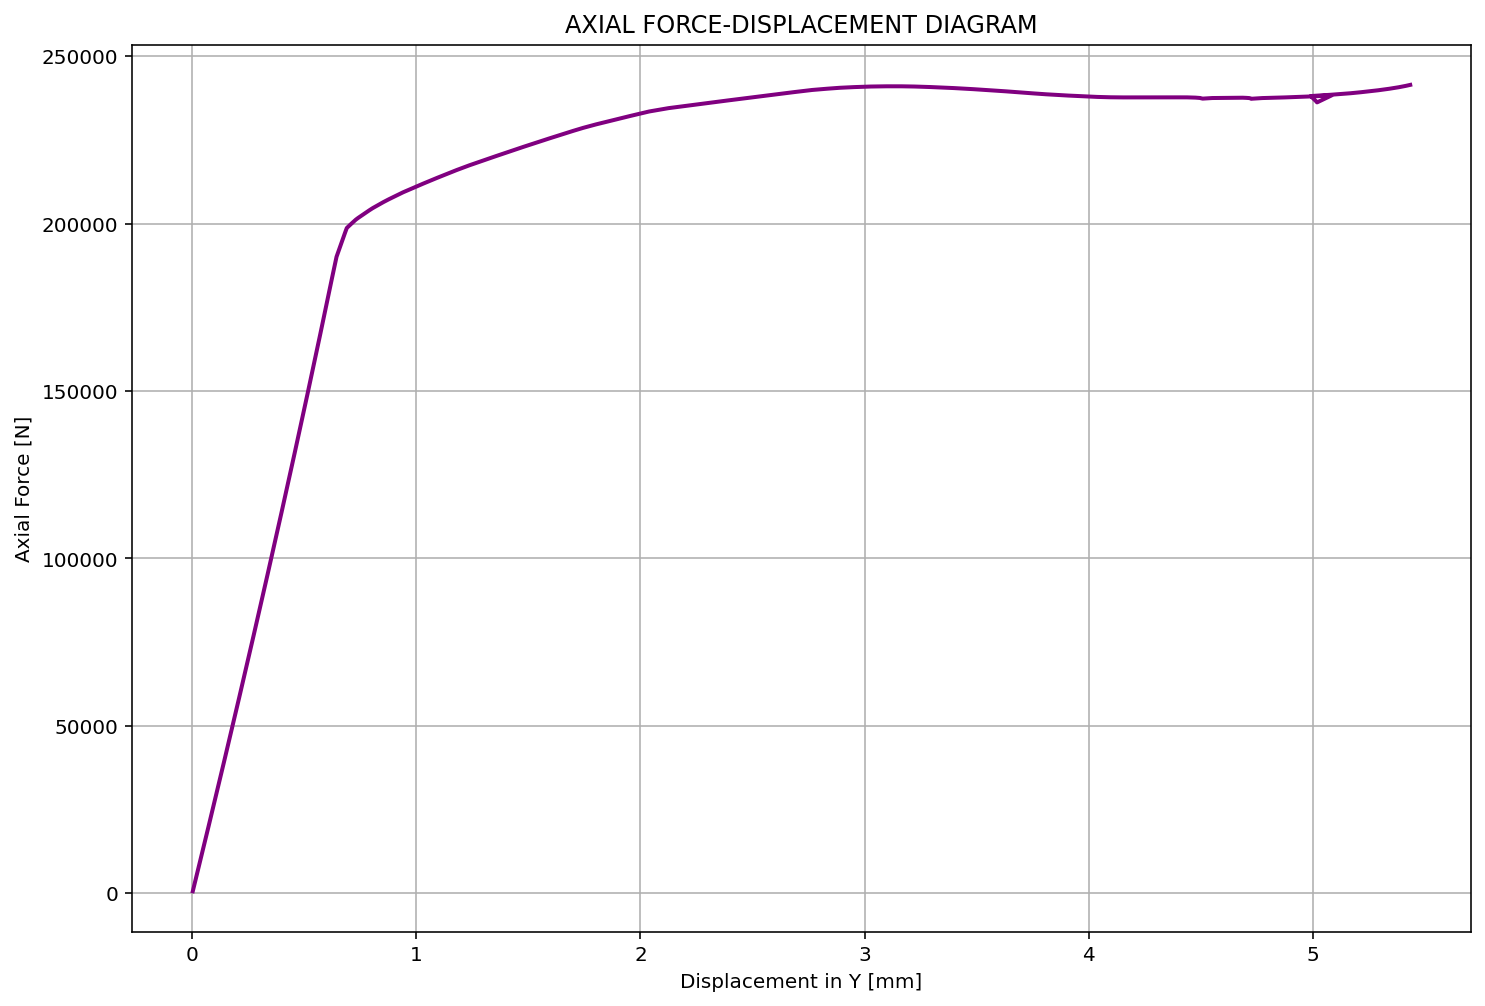 AXIAL FORCE-DISPLACEMENT DIAGRAM
250000
200000
150000
100000
50000
0
Axial Force [N]
0 1 2 3 4 5
Displacement in Y [mm]